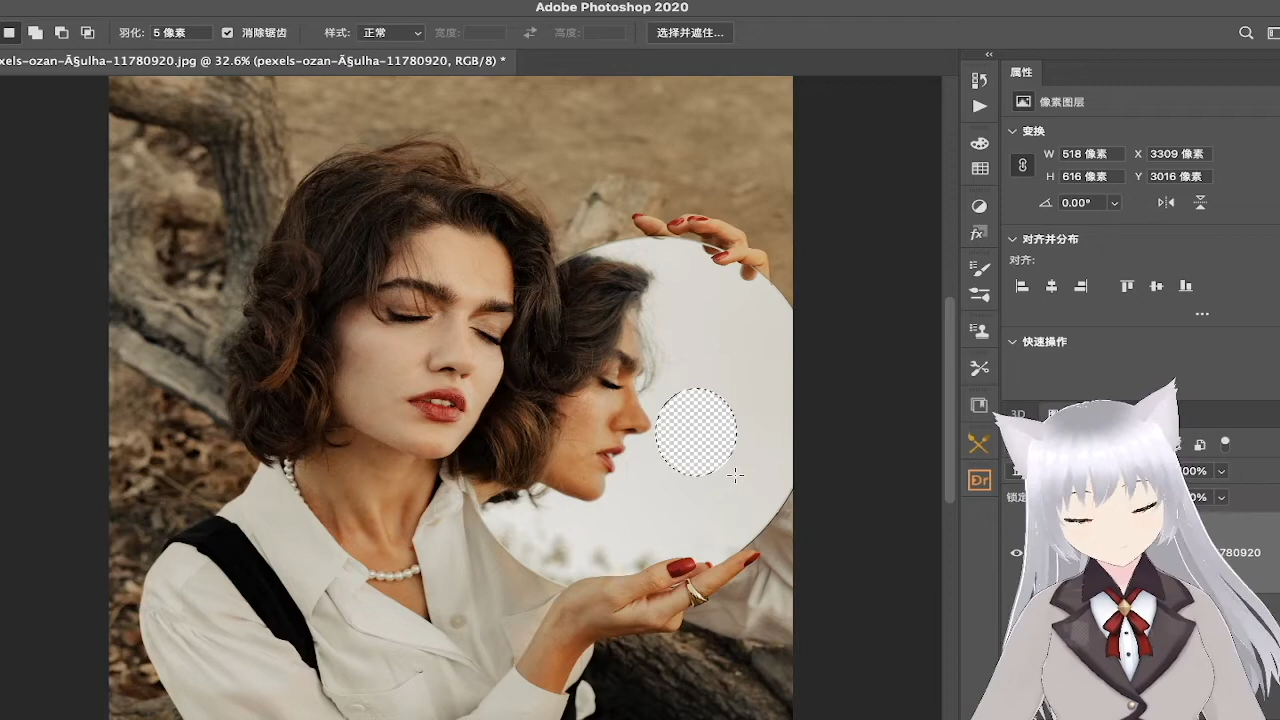 Adobe Photoshop 2020
羽化: 5 像素 消除锯齿 样式: 正常 宽度: 高度: 选择并遮住...
xels-ozan-Ã§ulha-11780920.jpg @ 32.6% (pexels-ozan-Ã§ulha-11780920, RGB/8) *
属性
像素图层
变换
W 518 像素 X 3309 像素
H 616 像素 Y 3016 像素
0.00°
对齐并分布
对齐:
...
快速操作
fx
3D
00%
锁定
%
Dr
780920